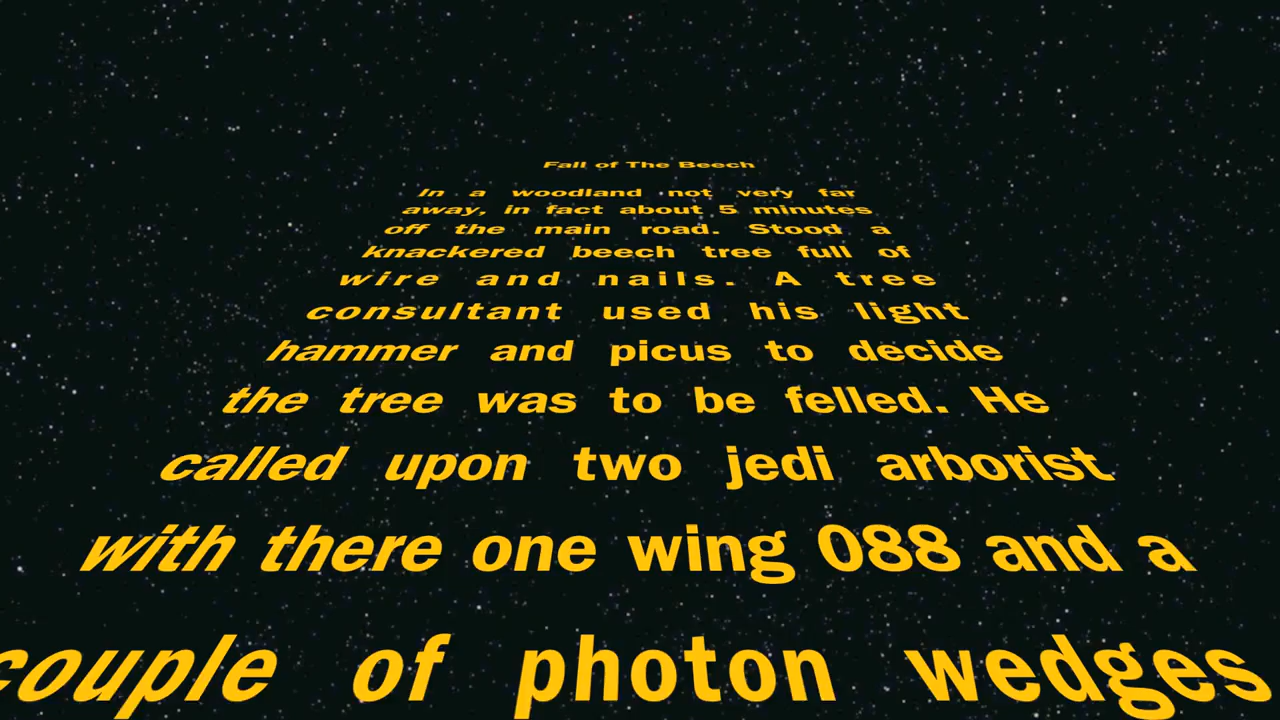 Fall of The Beech
In a woodland not very far
away, in fact about 5 minutes
off the main road. Stood a
knackered beech tree full of
wire and nails. A tree
consultant used his light
hammer and picus to decide
the tree was to be felled. He
called upon two jedi arborist
with there one wing 088 and a
couple of photon wedges